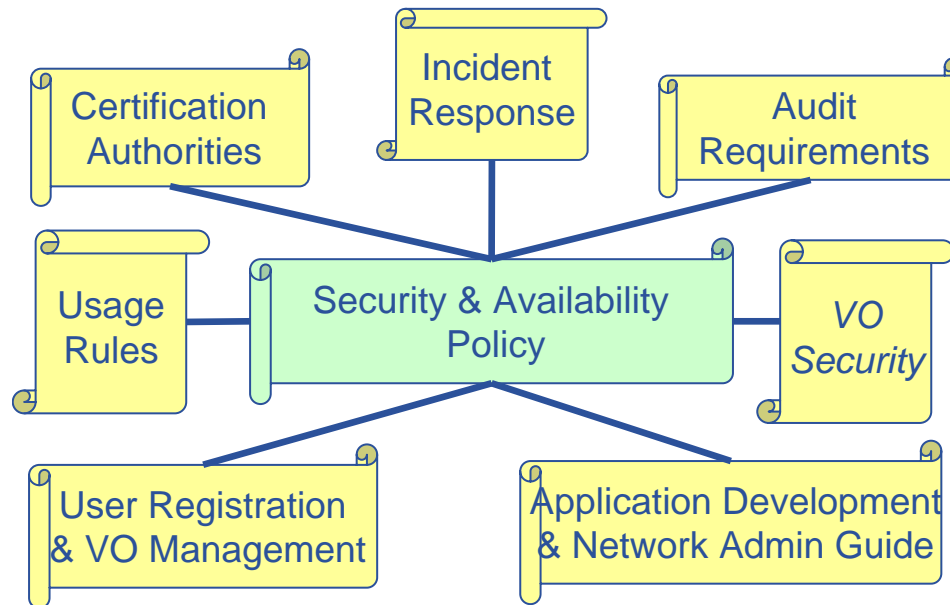 Incident
Response
Certification
Authorities
Audit
Requirements
Usage
Rules
Security & Availability
Policy
VO
Security
User Registration
& VO Management
Application Development
& Network Admin Guide